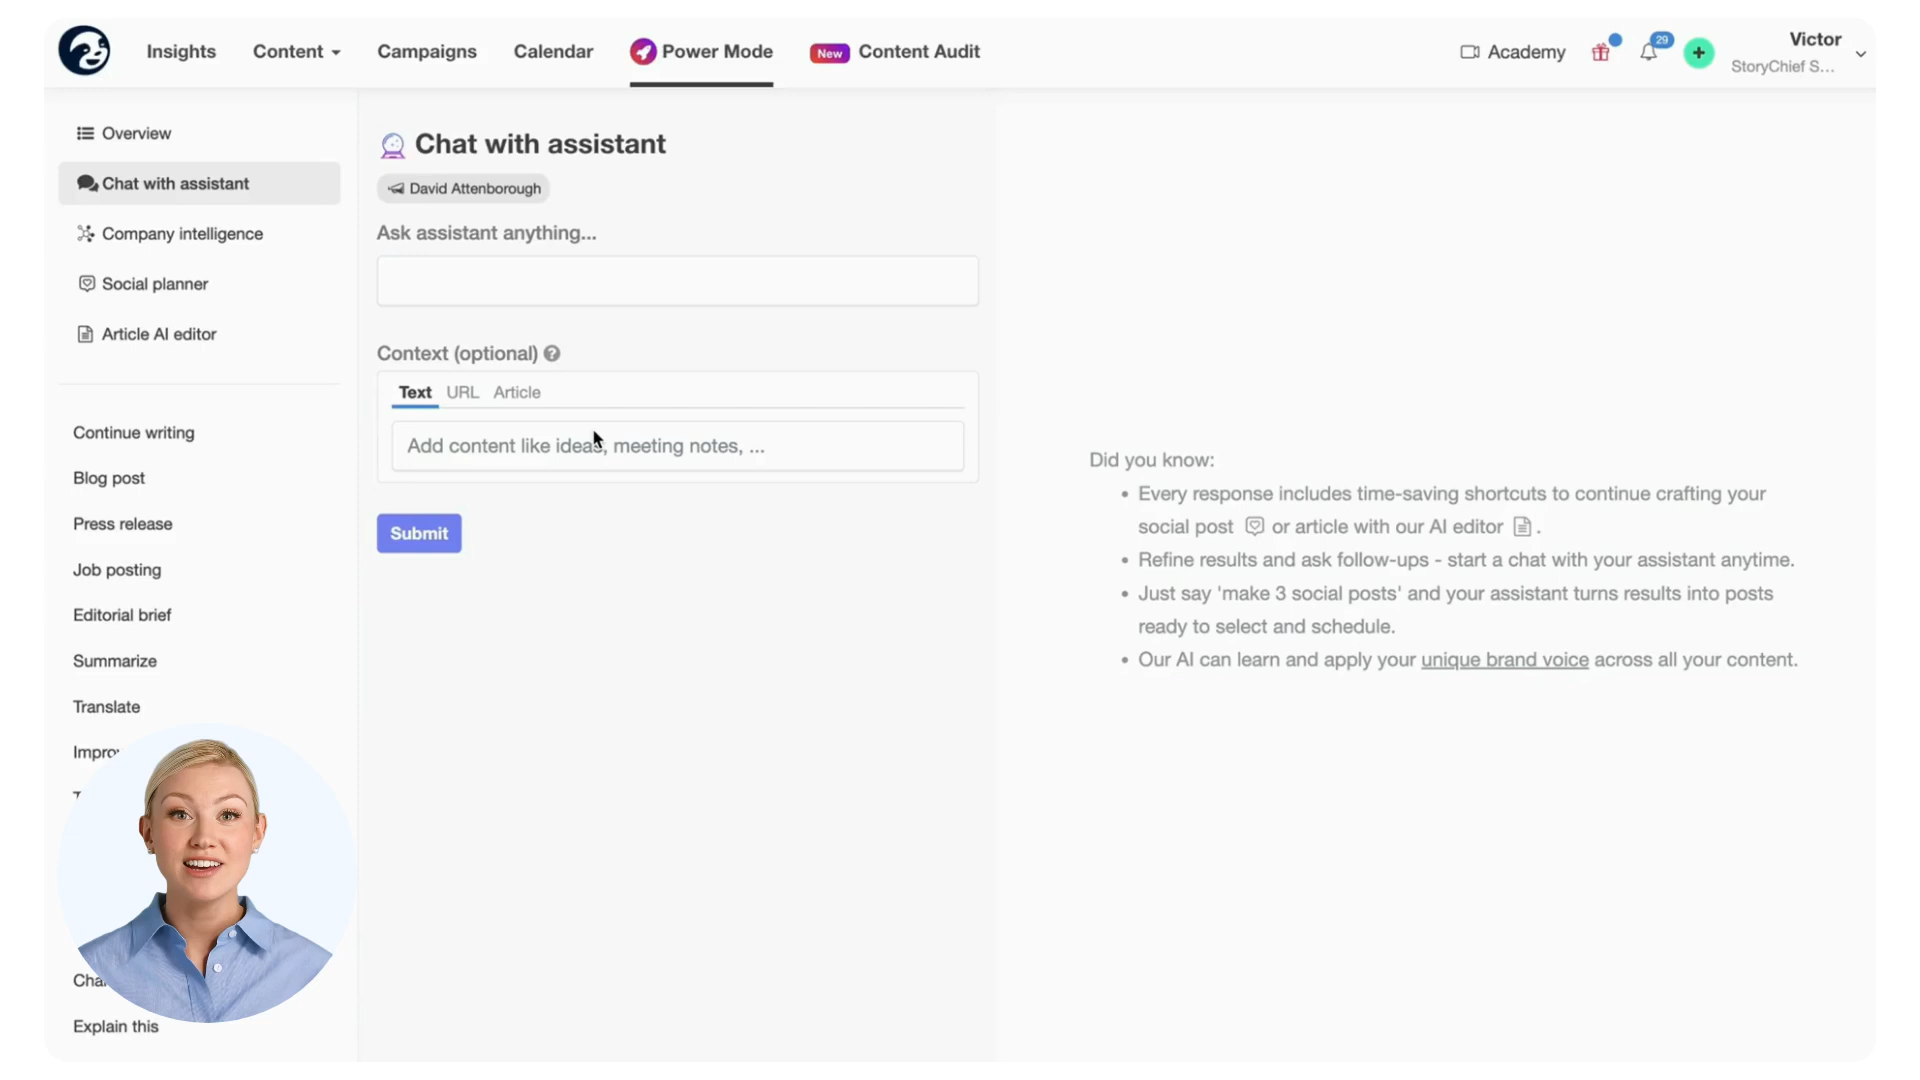 Insights
Content
Campaigns
Calendar
Power Mode
New
Content Audit
Academy
29
+
Victor
StoryChief S...
Overview
Chat with assistant
Company intelligence
Social planner
Article AI editor
Continue writing
Blog post
Press release
Job posting
Editorial brief
Summarize
Translate
Explain this
Chat with assistant
David Attenborough
Ask assistant anything...
Context (optional) ?
Text URL Article
Add content like ideas, meeting notes, ...
Submit
Did you know:
• Every response includes time-saving shortcuts to continue crafting your
social post or article with our AI editor .
• Refine results and ask follow-ups - start a chat with your assistant anytime.
• Just say 'make 3 social posts' and your assistant turns results into posts
ready to select and schedule.
• Our AI can learn and apply your unique brand voice across all your content.